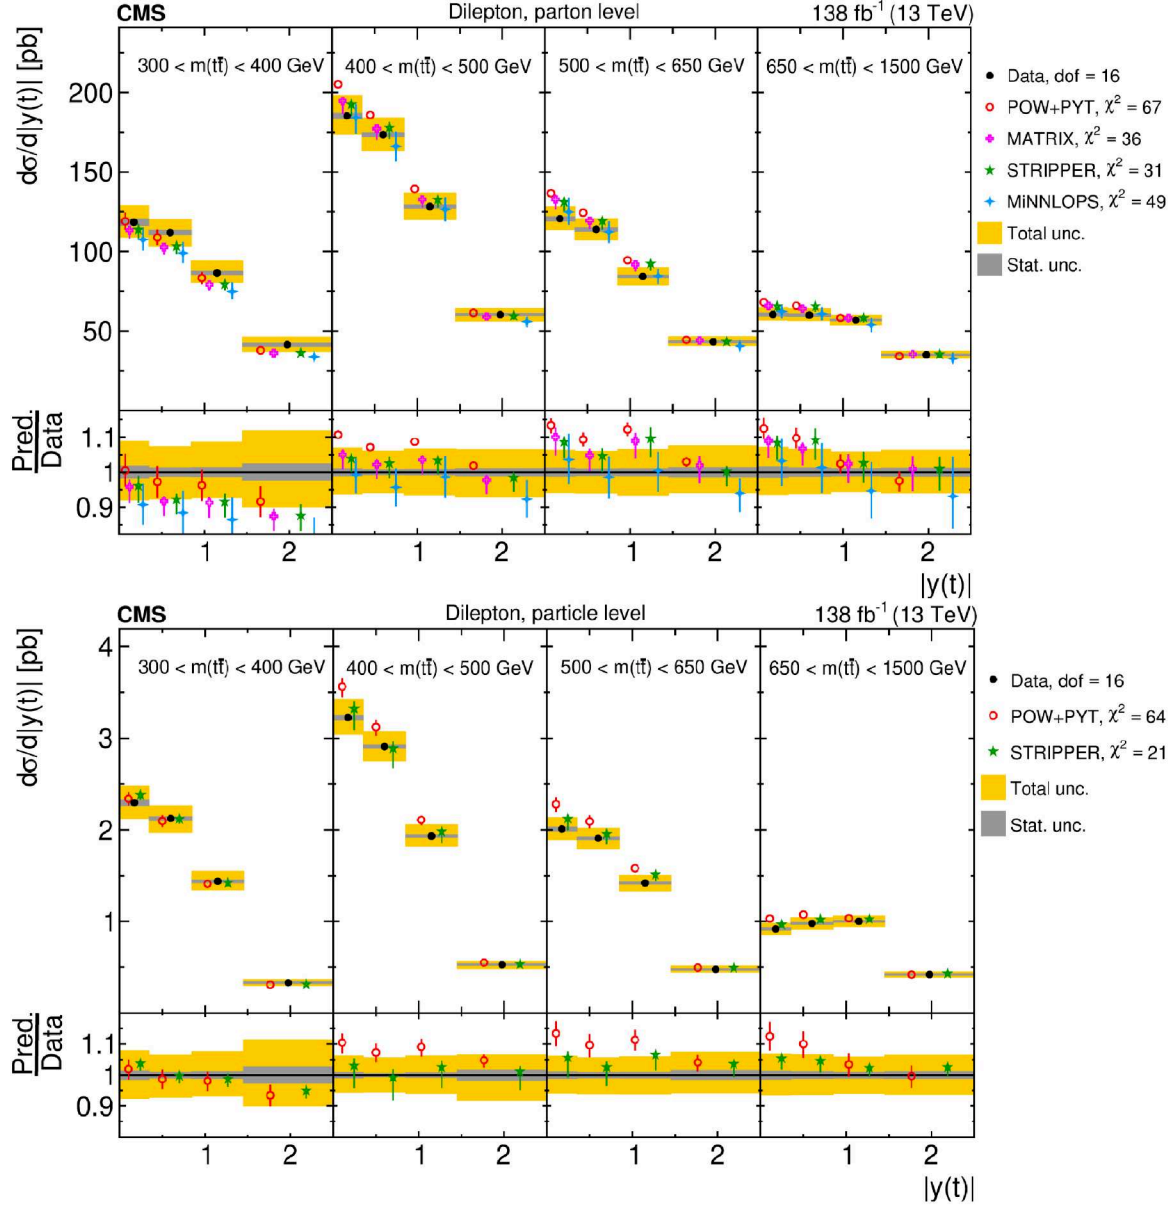 CMS Dilepton, parton level 138 fb⁻¹ (13 TeV)
dσ/d|y(t)| [pb]
300 < m(tt̄) < 400 GeV 400 < m(tt̄) < 500 GeV 500 < m(tt̄) < 650 GeV 650 < m(tt̄) < 1500 GeV
200
150
100
50
Data, dof = 16
POW+PYT, χ² = 67
MATRIX, χ² = 36
STRIPPER, χ² = 31
MiNNLOPS, χ² = 49
Total unc.
Stat. unc.
Pred.
Data
1.1
1
0.9
1 2 1 2 1 2 1 2
|y(t)|
CMS Dilepton, particle level 138 fb⁻¹ (13 TeV)
dσ/d|y(t)| [pb]
300 < m(tt̄) < 400 GeV 400 < m(tt̄) < 500 GeV 500 < m(tt̄) < 650 GeV 650 < m(tt̄) < 1500 GeV
4
3
2
1
Data, dof = 16
POW+PYT, χ² = 64
STRIPPER, χ² = 21
Total unc.
Stat. unc.
Pred.
Data
1.1
1
0.9
1 2 1 2 1 2 1 2
|y(t)|